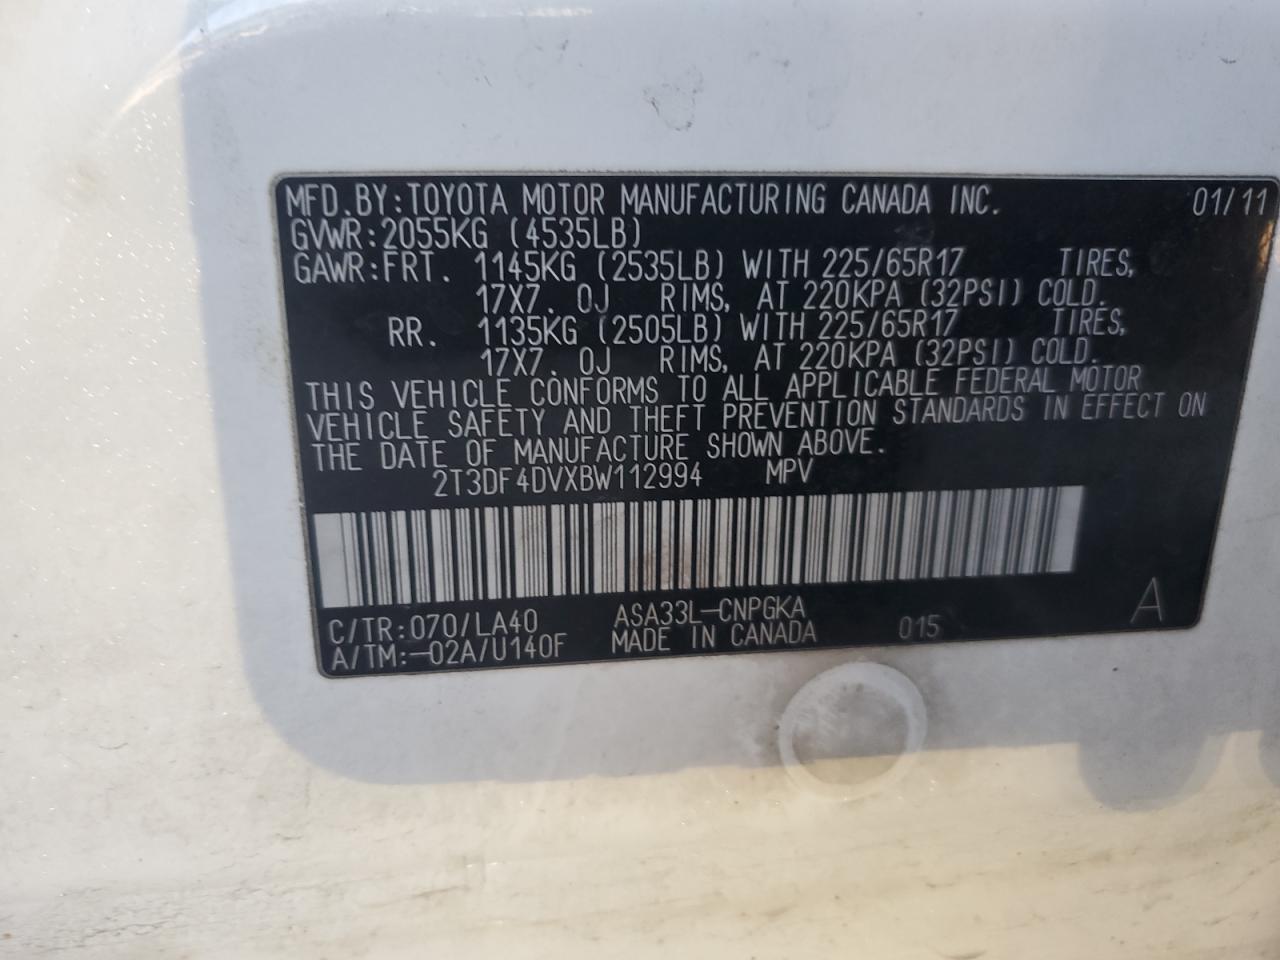 MFD.BY:TOYOTA MOTOR MANUFACTURING CANADA INC. 01/11
GVWR:2055KG (4535LB)
GAWR:FRT. 1145KG (2535LB) WITH 225/65R17 TIRES,
17X7. 0J RIMS, AT 220KPA (32PSI) COLD.
RR. 1135KG (2505LB) WITH 225/65R17 TIRES,
17X7. 0J RIMS, AT 220KPA (32PSI) COLD.
THIS VEHICLE CONFORMS TO ALL APPLICABLE FEDERAL MOTOR
VEHICLE SAFETY AND THEFT PREVENTION STANDARDS IN EFFECT ON
THE DATE OF MANUFACTURE SHOWN ABOVE.
2T3DF4DVXBW112994 MPV
C/TR:070/LA40 ASA33L-CNPGKA
A/TM:-02A/U140F MADE IN CANADA 015 A